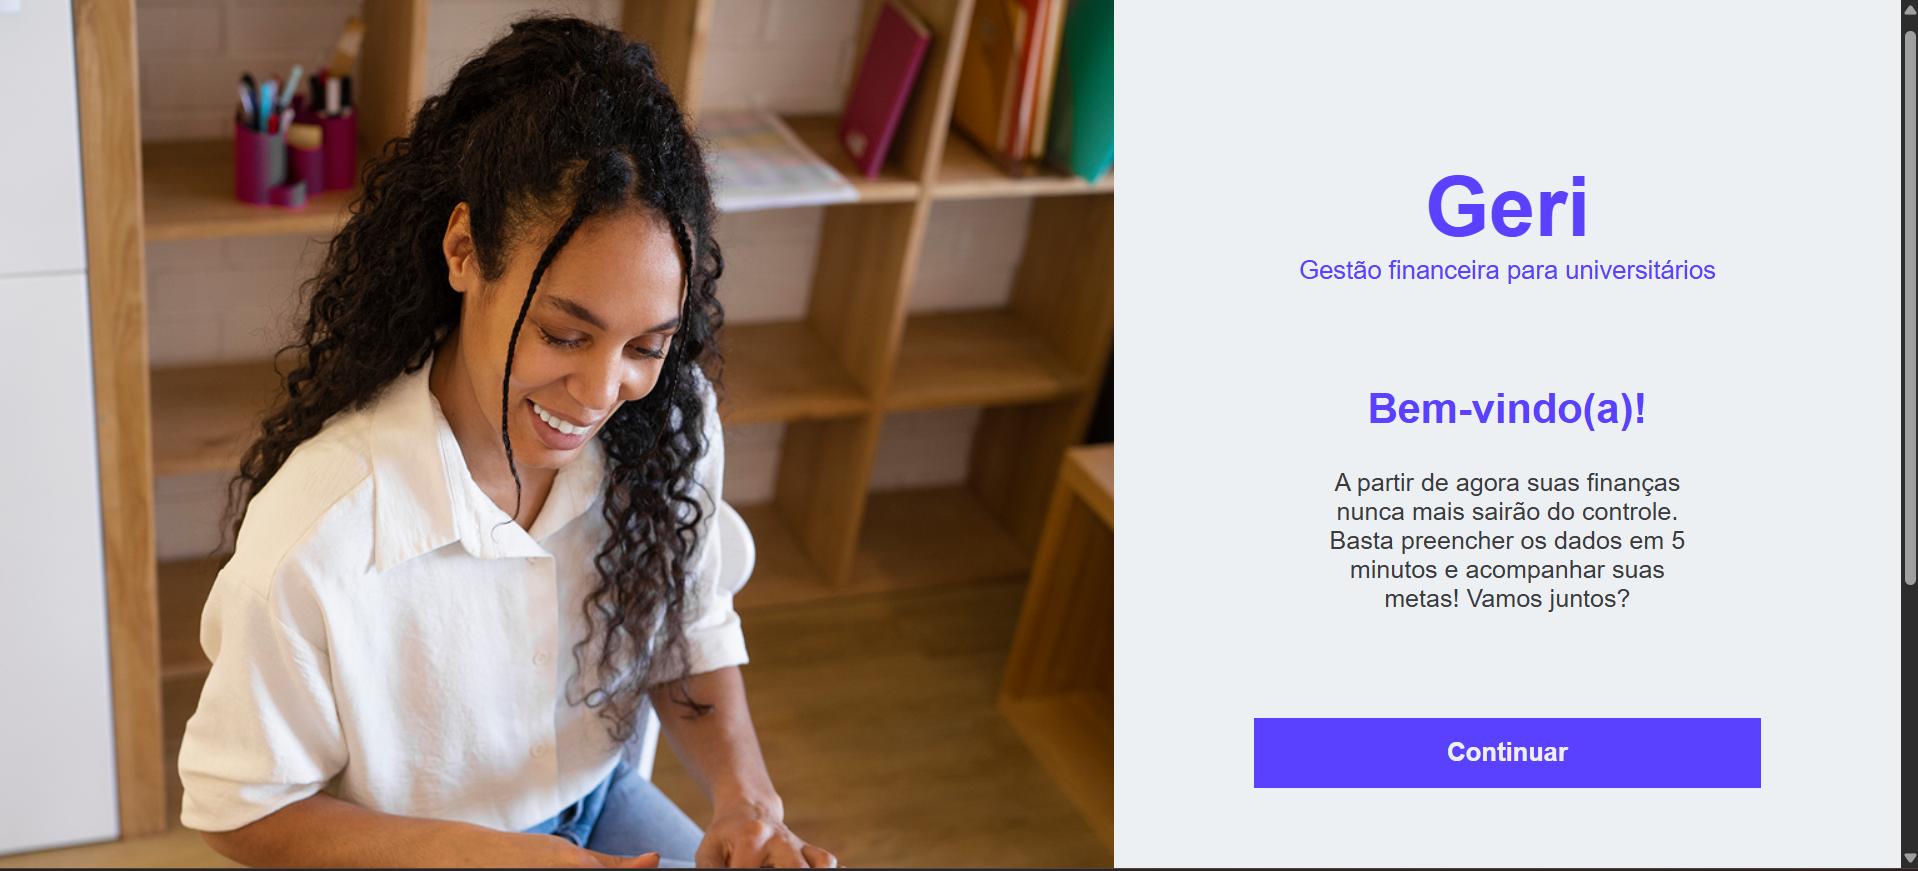 Geri
Gestão financeira para universitários
Bem-vindo(a)!
A partir de agora suas finanças
nunca mais sairão do controle.
Basta preencher os dados em 5
minutos e acompanhar suas
metas! Vamos juntos?
Continuar